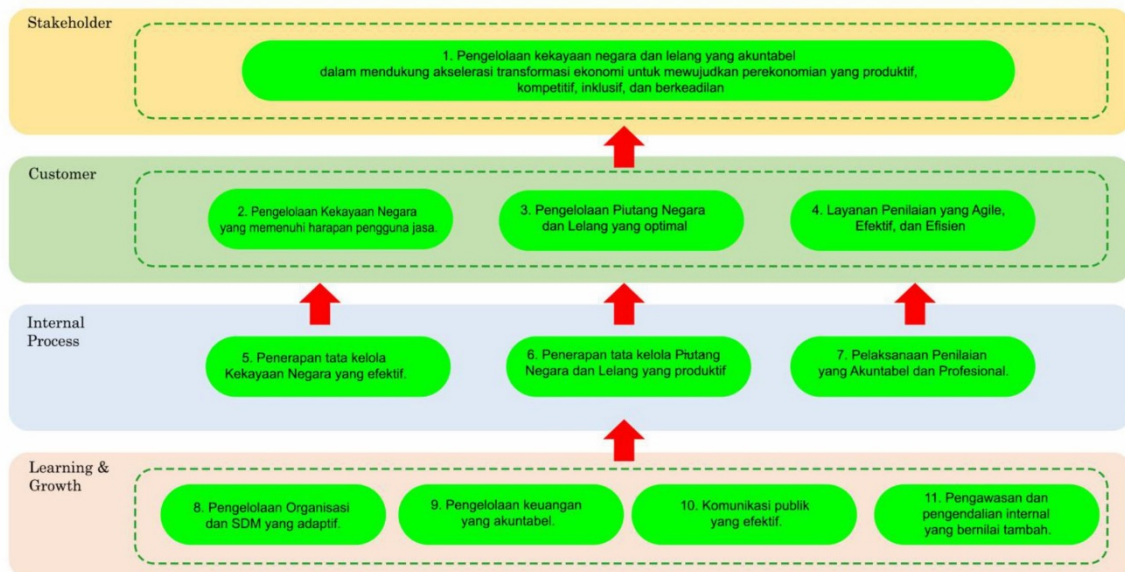 Stakeholder
1. Pengelolaan kekayaan negara dan lelang yang akuntabel
dalam mendukung akselerasi transformasi ekonomi untuk mewujudkan perekonomian yang produktif,
kompetitif, inklusif, dan berkeadilan
Customer
2. Pengelolaan Kekayaan Negara
yang memenuhi harapan pengguna jasa.
3. Pengelolaan Piutang Negara
dan Lelang yang optimal
4. Layanan Penilaian yang Agile,
Efektif, dan Efisien
Internal
Process
5. Penerapan tata kelola
Kekayaan Negara yang efektif.
6. Penerapan tata kelola Piutang
Negara dan Lelang yang produktif
7. Pelaksanaan Penilaian
yang Akuntabel dan Profesional.
Learning &
Growth
8. Pengelolaan Organisasi
dan SDM yang adaptif.
9. Pengelolaan keuangan
yang akuntabel.
10. Komunikasi publik
yang efektif.
11. Pengawasan dan
pengendalian internal
yang bernilai tambah.